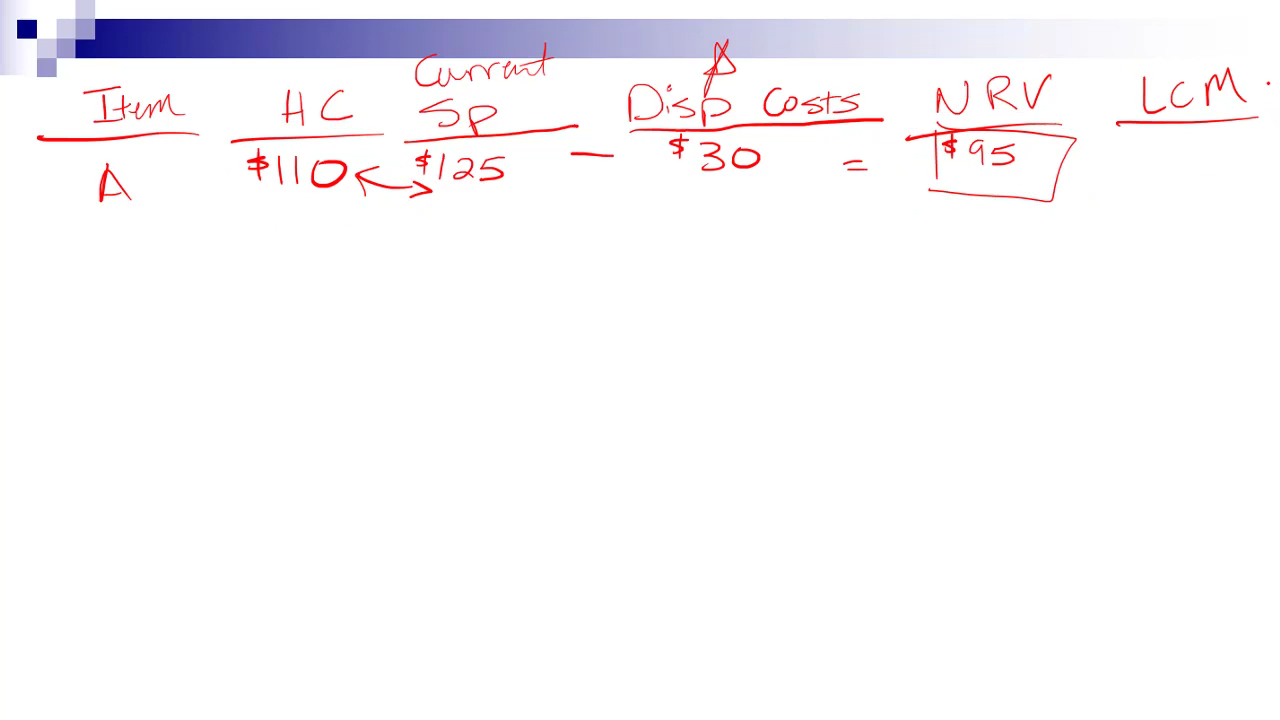 Item HC Current SP Disp Costs NRV LCM
A $110 $125 - $30 = $95